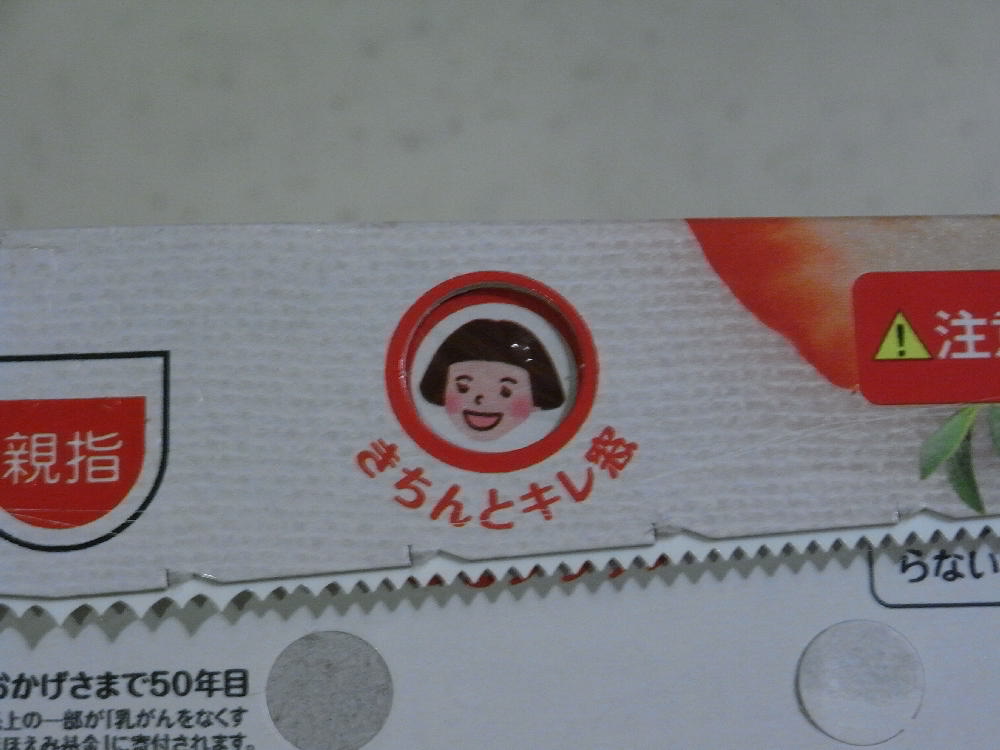 注意
親指
きちんとキレ窓
らない
おかげさまで50年目
上の一部が「乳がんをなくす
ほほえみ基金」に寄付されます。